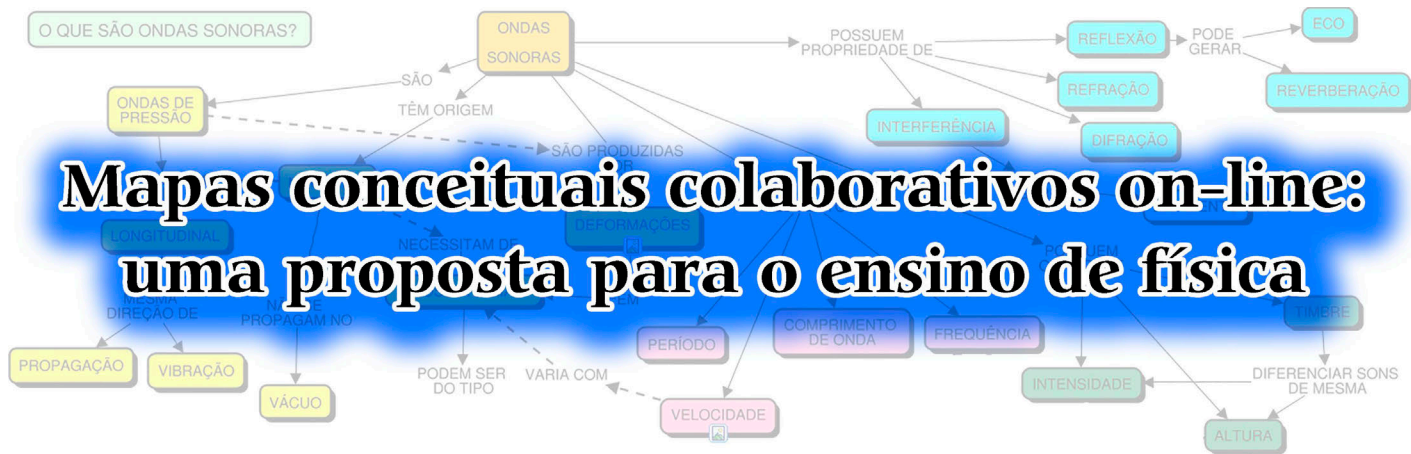 O QUE SÃO ONDAS SONORAS?
ONDAS
SONORAS
POSSUEM
PROPRIEDADE DE
REFLEXÃO
PODE
GERAR
ECO
REVERBERAÇÃO
REFRAÇÃO
DIFRAÇÃO
INTERFERÊNCIA
SÃO
TÊM ORIGEM
ONDAS DE
PRESSÃO
SÃO PRODUZIDAS
Mapas conceituais colaborativos on-line:
uma proposta para o ensino de física
LONGITUDINAL
NECESSITAM DE
DEFORMAÇÕES
MESMA
DIREÇÃO DE
PROPAGAM NO
PROPAGAÇÃO
VIBRAÇÃO
VÁCUO
PODEM SER
DO TIPO
VARIA COM
PERÍODO
COMPRIMENTO
DE ONDA
FREQUÊNCIA
VELOCIDADE
TIMBRE
INTENSIDADE
DIFERENCIAR SONS
DE MESMA
ALTURA